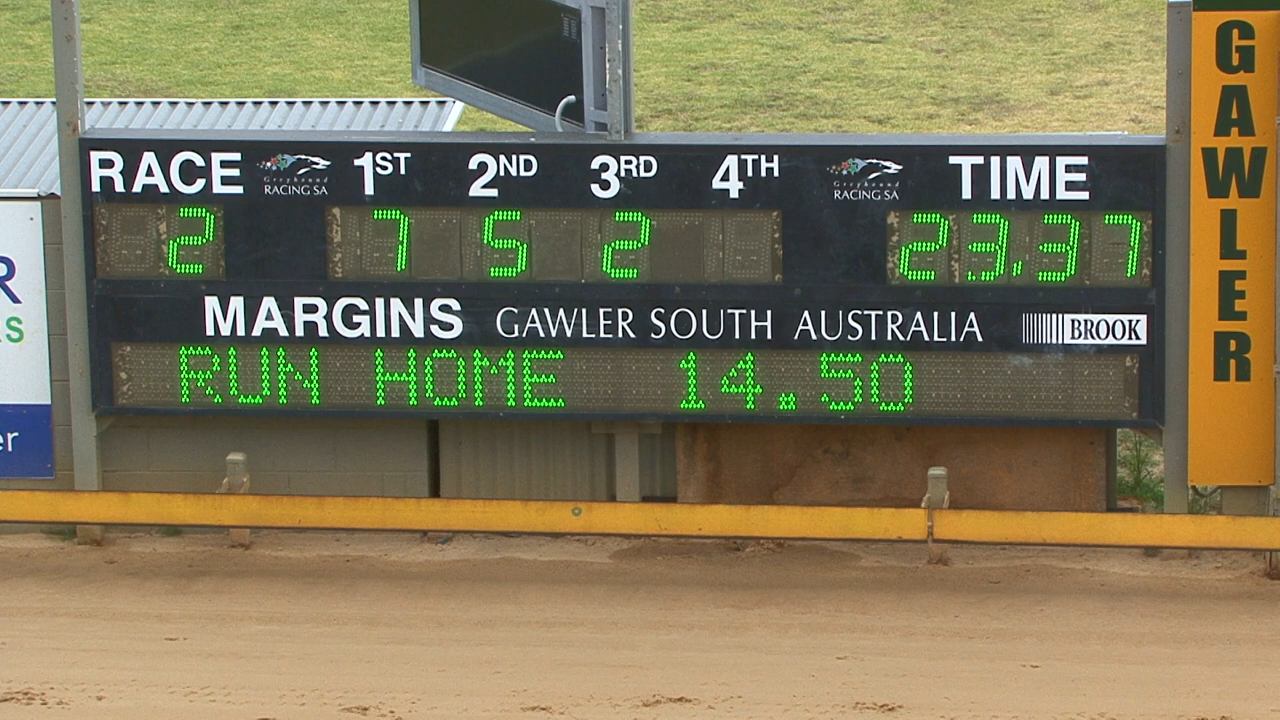 RACE Greyhound RACING SA 1ST 2ND 3RD 4TH Greyhound RACING SA TIME
2 7 5 2 23.37
MARGINS GAWLER SOUTH AUSTRALIA BROOK
RUN HOME 14.50
GAWLER
R
S
er